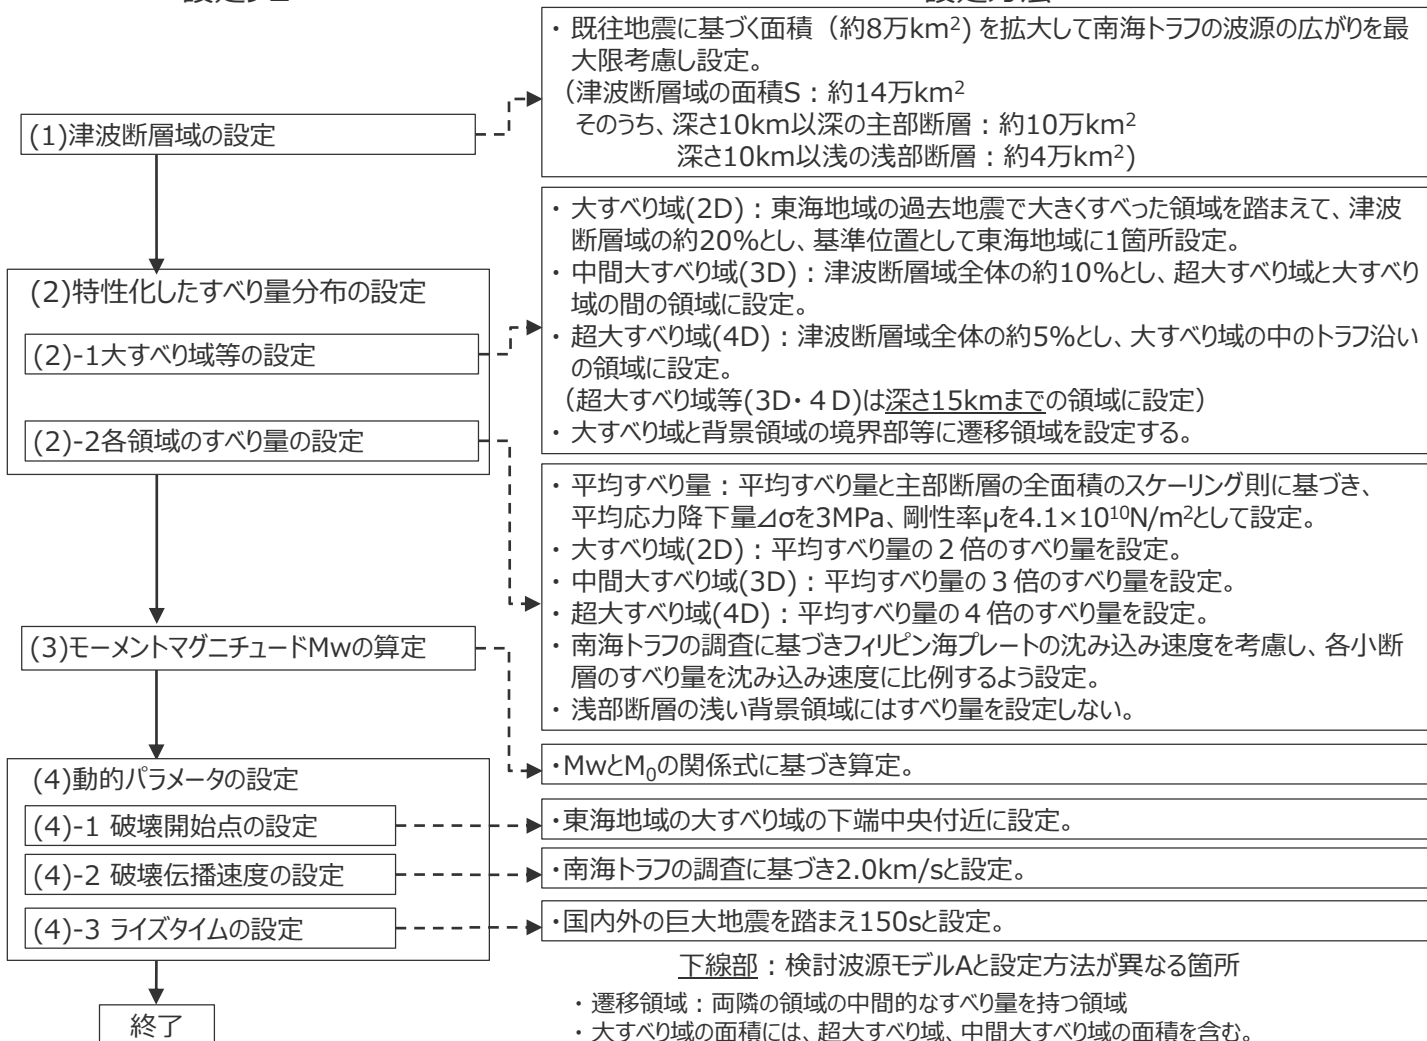 ・ 既往地震に基づく面積（約8万km²) を拡大して南海トラフの波源の広がりを最
大限考慮し設定。
（津波断層域の面積S：約14万km²
そのうち、深さ10km以深の主部断層：約10万km²
深さ10km以浅の浅部断層：約4万km²)
(1)津波断層域の設定
・ 大すべり域(2D)：東海地域の過去地震で大きくすべった領域を踏まえて、津波
断層域の約20%とし、基準位置として東海地域に1箇所設定。
・ 中間大すべり域(3D)：津波断層域全体の約10%とし、超大すべり域と大すべり
域の間の領域に設定。
・ 超大すべり域(4D)：津波断層域全体の約5%とし、大すべり域の中のトラフ沿い
の領域に設定。
（超大すべり域等(3D・４D)は深さ15kmまでの領域に設定）
・ 大すべり域と背景領域の境界部等に遷移領域を設定する。
(2)特性化したすべり量分布の設定
(2)-1大すべり域等の設定
(2)-2各領域のすべり量の設定
・ 平均すべり量：平均すべり量と主部断層の全面積のスケーリング則に基づき、
平均応力降下量⊿σを3MPa、剛性率μを4.1×10¹⁰N/m²として設定。
・ 大すべり域(2D)：平均すべり量の２倍のすべり量を設定。
・ 中間大すべり域(3D)：平均すべり量の３倍のすべり量を設定。
・ 超大すべり域(4D)：平均すべり量の４倍のすべり量を設定。
・ 南海トラフの調査に基づきフィリピン海プレートの沈み込み速度を考慮し、各小断
層のすべり量を沈み込み速度に比例するよう設定。
・ 浅部断層の浅い背景領域にはすべり量を設定しない。
(3)モーメントマグニチュードMwの算定
・MwとM₀の関係式に基づき算定。
(4)動的パラメータの設定
(4)-1 破壊開始点の設定
・東海地域の大すべり域の下端中央付近に設定。
(4)-2 破壊伝播速度の設定
・南海トラフの調査に基づき2.0km/sと設定。
(4)-3 ライズタイムの設定
・国内外の巨大地震を踏まえ150sと設定。
終了
下線部：検討波源モデルAと設定方法が異なる箇所
・ 遷移領域：両隣の領域の中間的なすべり量を持つ領域
・ 大すべり域の面積には、超大すべり域、中間大すべり域の面積を含む。